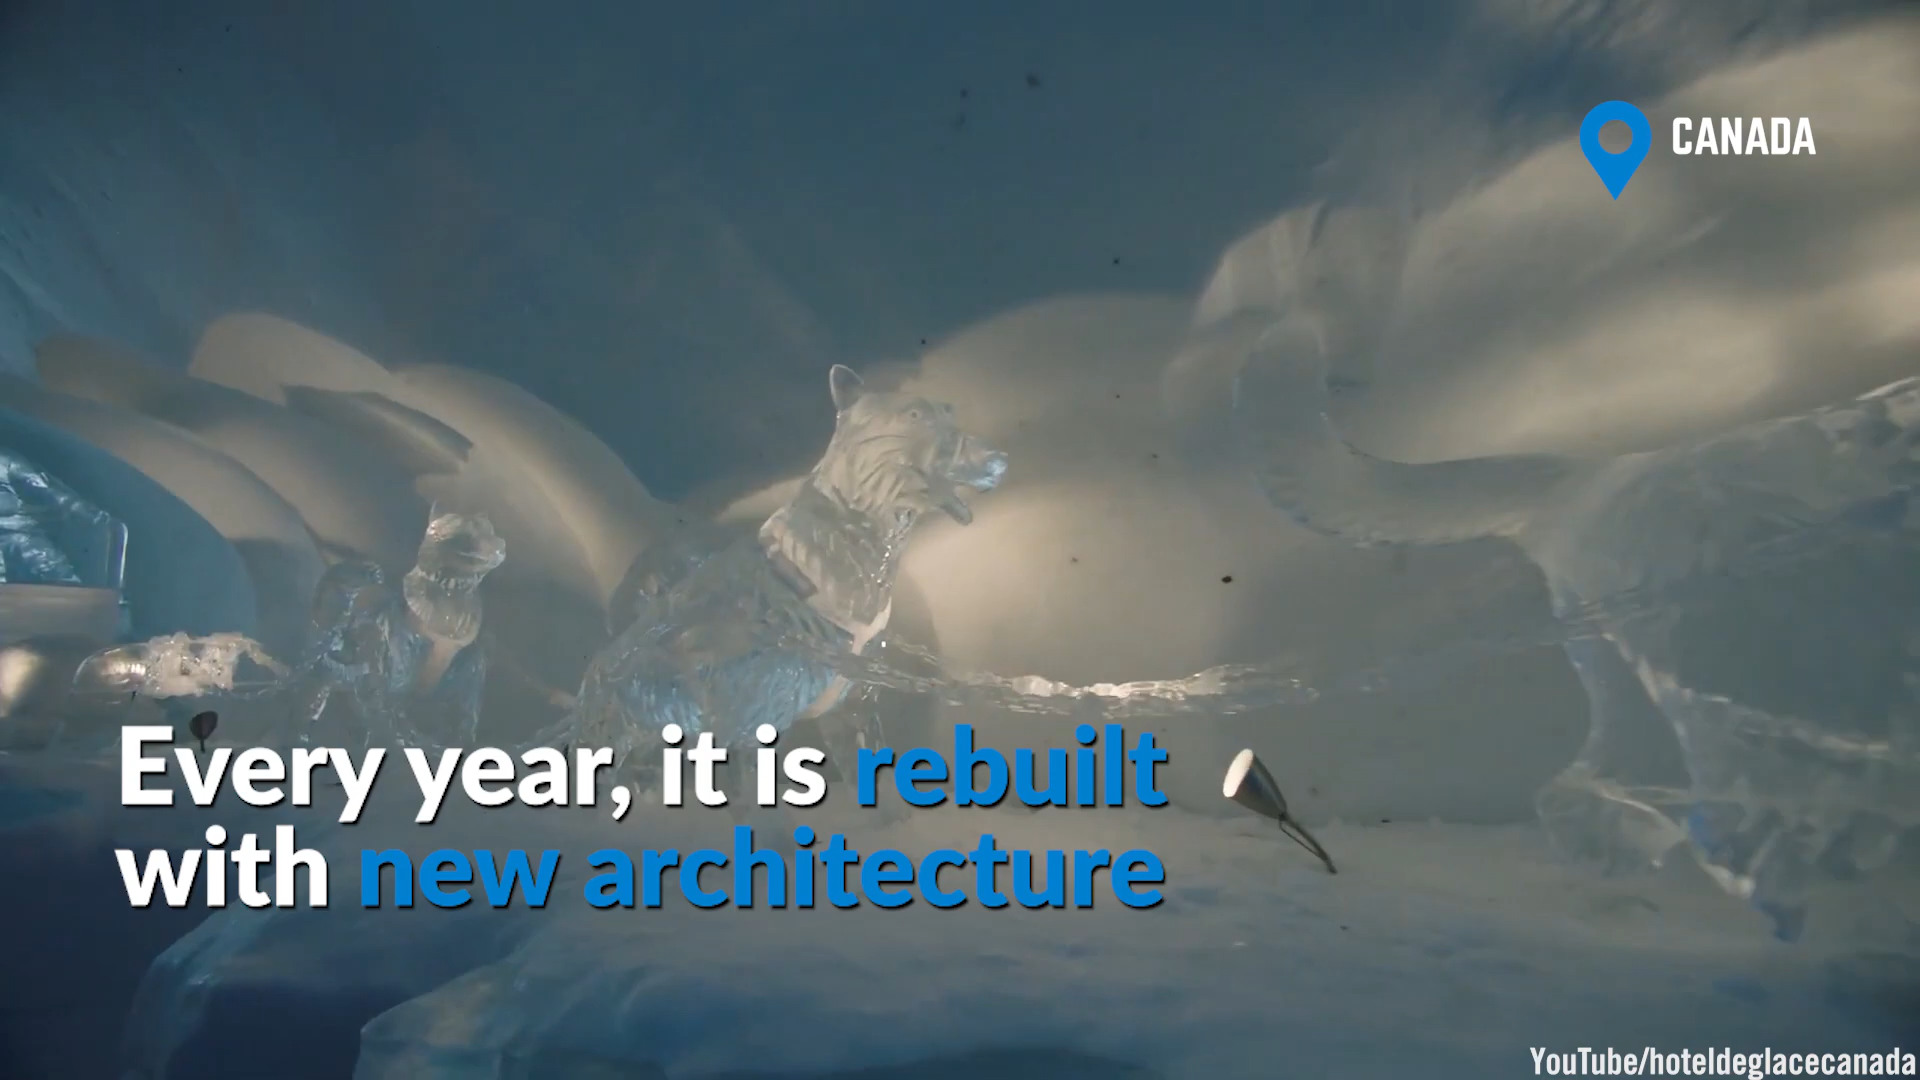 CANADA
Every year, it is rebuilt
with new architecture
YouTube/hoteldeglacecanada